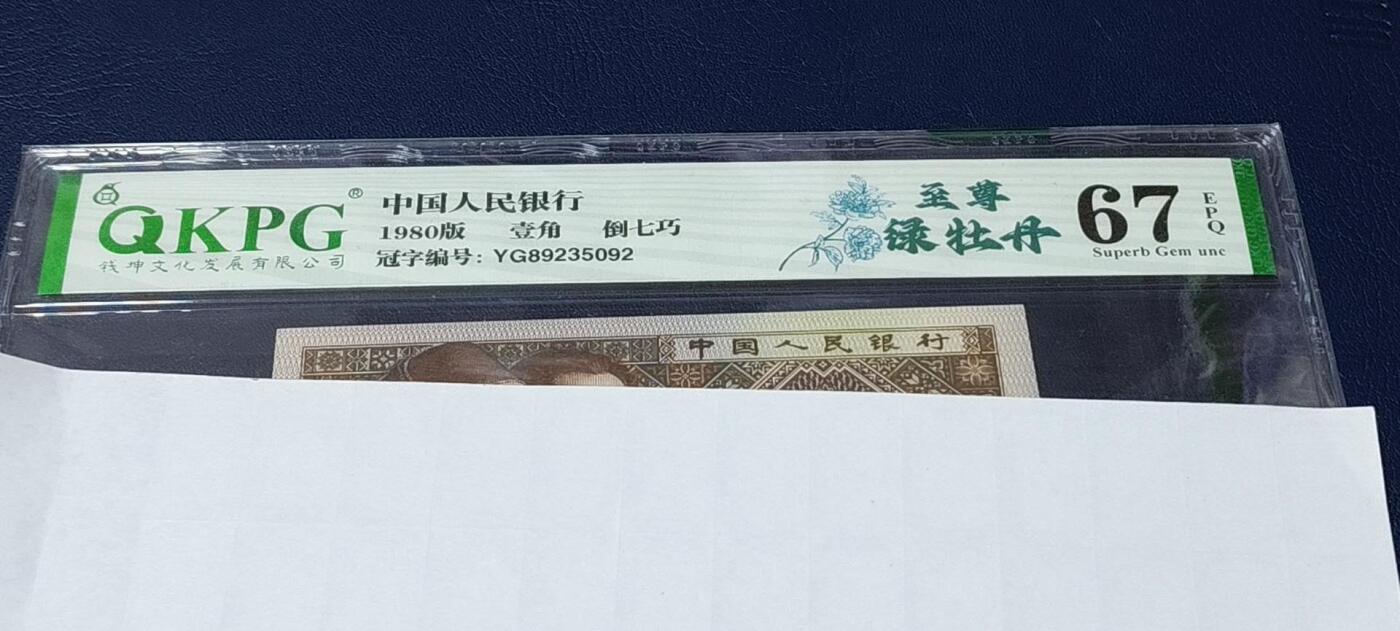 QKPG®
钱坤文化发展有限公司
中国人民银行
1980版 壹角 倒七巧
冠字编号：YG89235092
至尊
绿牡丹
67
EPQ
Superb Gem unc
中国人民银行